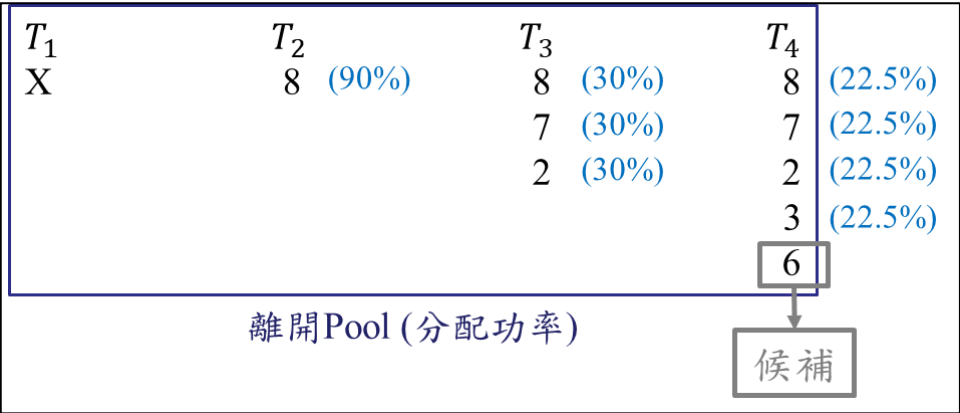 T₁ T₂ T₃ T₄
X 8 (90%) 8 (30%) 8 (22.5%)
7 (30%) 7 (22.5%)
2 (30%) 2 (22.5%)
3 (22.5%)
6
離開Pool (分配功率)
候補